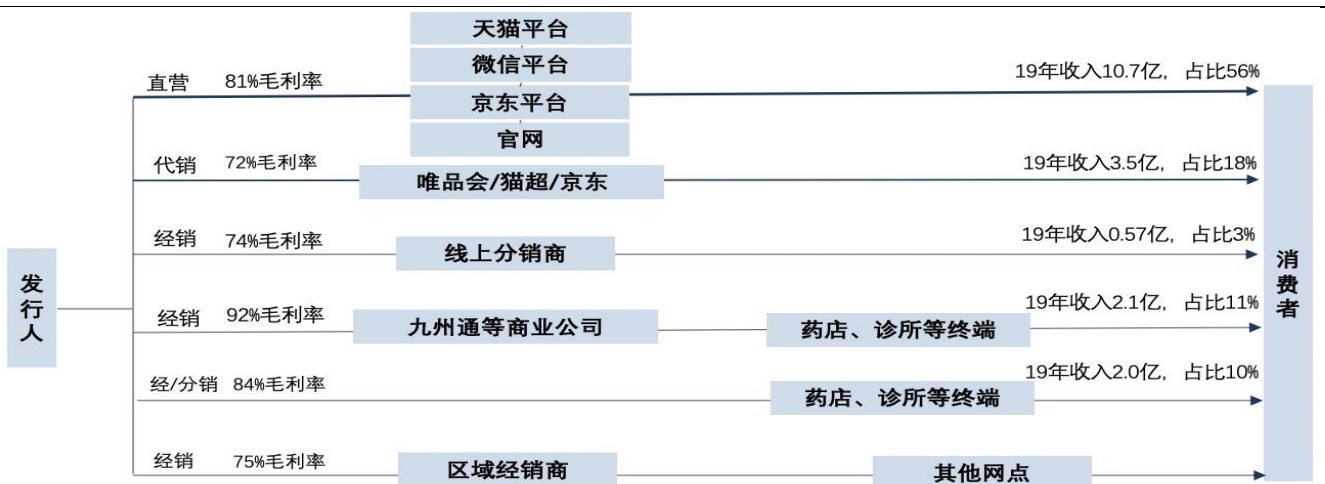 天猫平台
微信平台
直营 81%毛利率 京东平台 19年收入10.7亿, 占比56%
官网
代销 72%毛利率 唯品会/猫超/京东 19年收入3.5亿, 占比18%
经销 74%毛利率 线上分销商 19年收入0.57亿, 占比3%
发行人
消费者
经销 92%毛利率 九州通等商业公司 药店、诊所等终端 19年收入2.1亿, 占比11%
经/分销 84%毛利率 药店、诊所等终端 19年收入2.0亿, 占比10%
经销 75%毛利率 区域经销商 其他网点